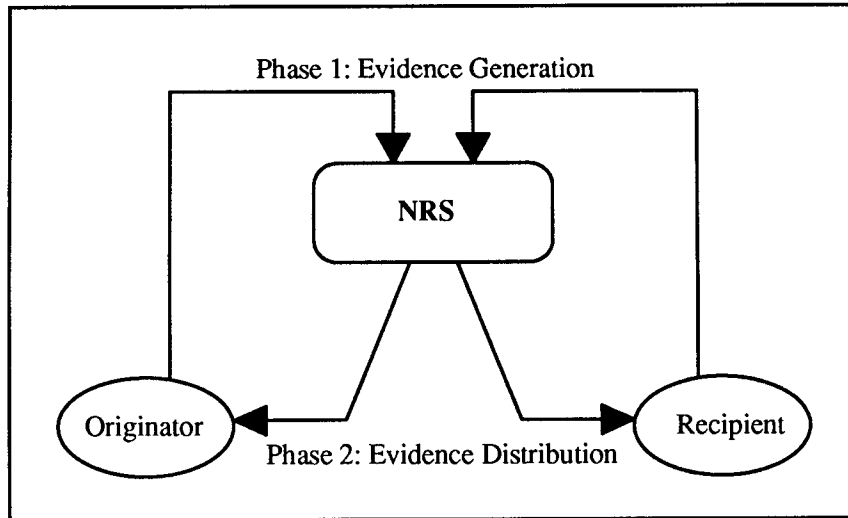 Phase 1: Evidence Generation
NRS
Originator
Recipient
Phase 2: Evidence Distribution